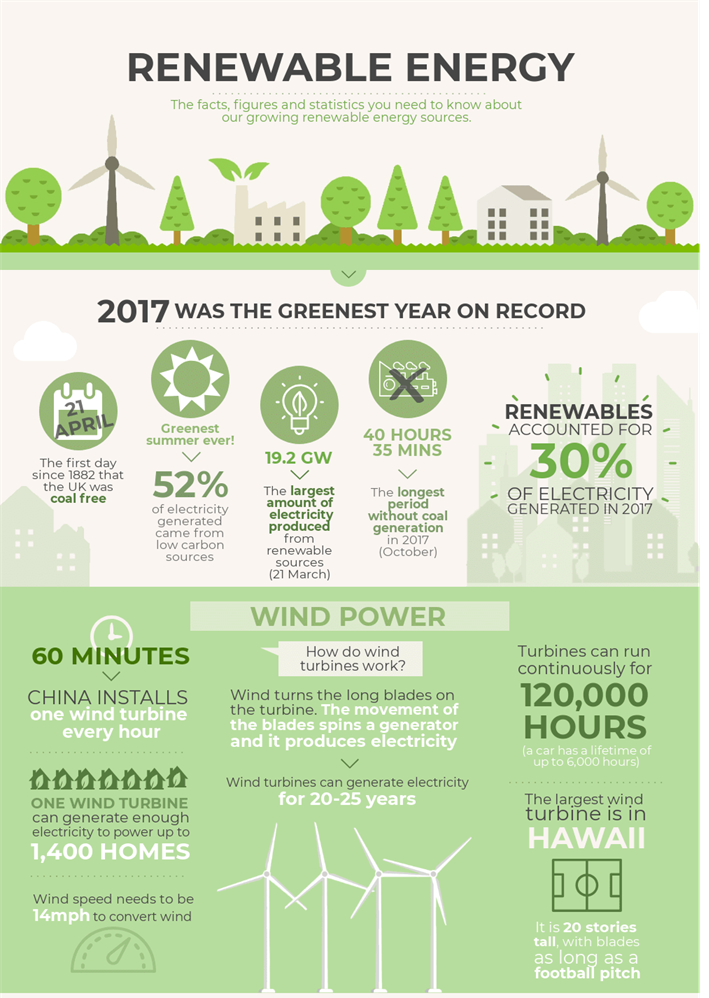 RENEWABLE ENERGY
The facts, figures and statistics you need to know about
our growing renewable energy sources.
2017 WAS THE GREENEST YEAR ON RECORD
21
APRIL
The first day
since 1882 that
the UK was
coal free
Greenest
summer ever!
52%
of electricity
generated
came from
low carbon
sources
19.2 GW
The largest
amount of
electricity
produced
from
renewable
sources
(21 March)
40 HOURS
35 MINS
The longest
period
without coal
generation
in 2017
(October)
RENEWABLES
ACCOUNTED FOR
30%
OF ELECTRICITY
GENERATED IN 2017
WIND POWER
60 MINUTES
CHINA INSTALLS
one wind turbine
every hour
ONE WIND TURBINE
can generate enough
electricity to power up to
1,400 HOMES
Wind speed needs to be
14mph to convert wind
How do wind
turbines work?
Wind turns the long blades on
the turbine. The movement of
the blades spins a generator
and it produces electricity
Wind turbines can generate electricity
for 20-25 years
Turbines can run
continuously for
120,000
HOURS
(a car has a lifetime of
up to 6,000 hours)
The largest wind
turbine is in
HAWAII
It is 20 stories
tall, with blades
as long as a
football pitch